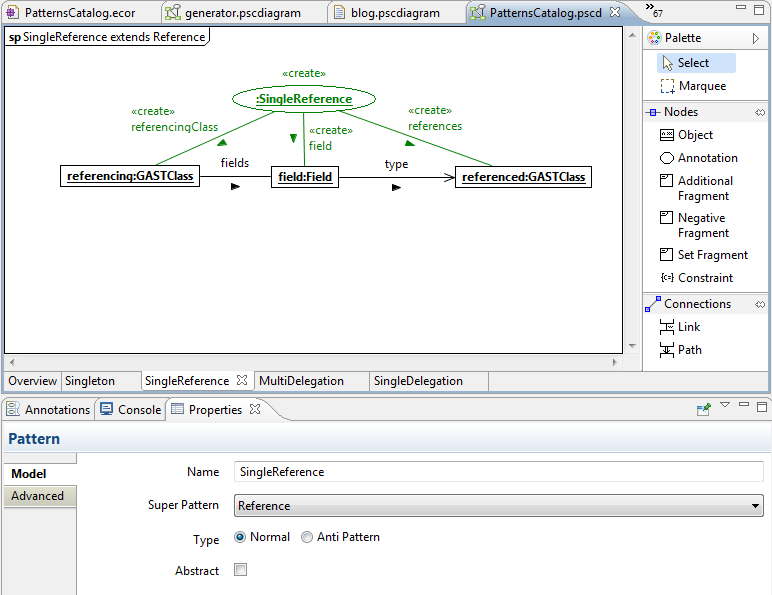 PatternsCatalog.ecor generator.pscdiagram blog.pscdiagram PatternsCatalog.pscd »67
sp SingleReference extends Reference
«create»
:SingleReference
«create»
referencingClass
«create»
field
«create»
references
fields
type
referencing:GASTClass
field:Field
referenced:GASTClass
Palette
Select
Marquee
Nodes
Object
Annotation
Additional
Fragment
Negative
Fragment
Set Fragment
{c} Constraint
Connections
Link
Path
Overview Singleton SingleReference MultiDelegation SingleDelegation
Annotations Console Properties
Pattern
Model
Advanced
Name SingleReference
Super Pattern Reference
Type Normal Anti Pattern
Abstract